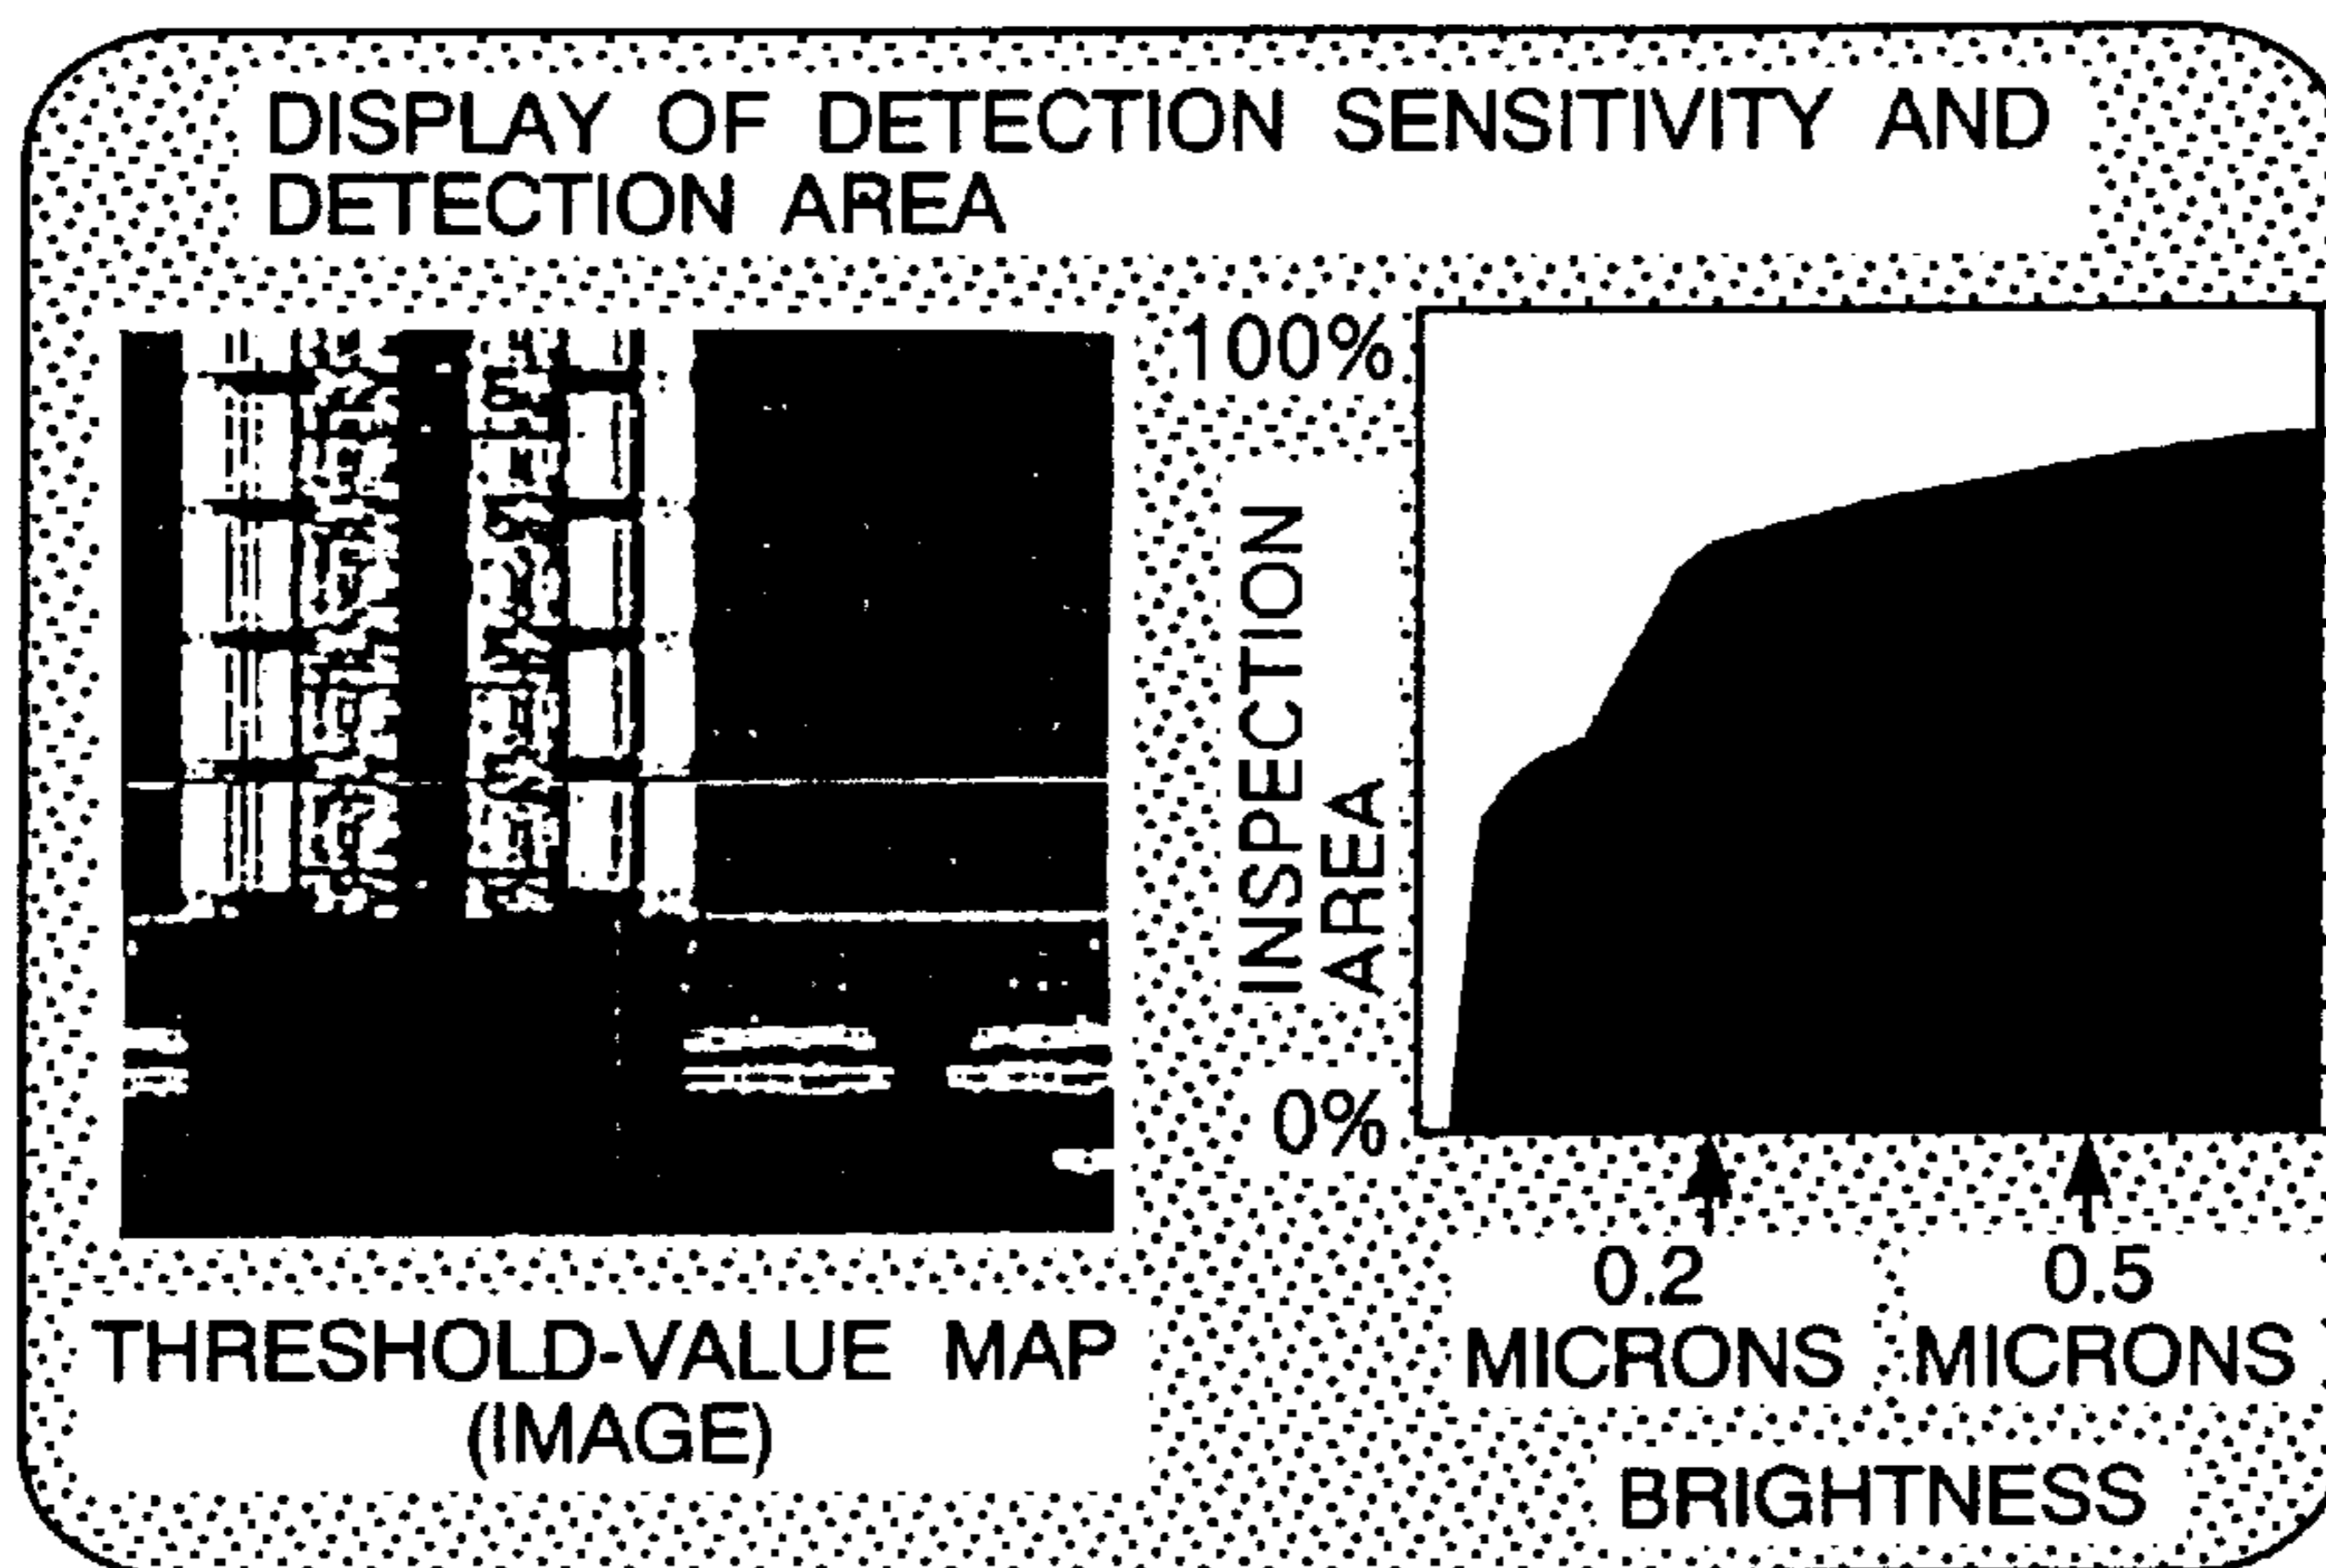 DISPLAY OF DETECTION SENSITIVITY AND
DETECTION AREA
THRESHOLD-VALUE MAP
(IMAGE)
100%
INSPECTION
AREA
0%
0.2
MICRONS
0.5
MICRONS
BRIGHTNESS